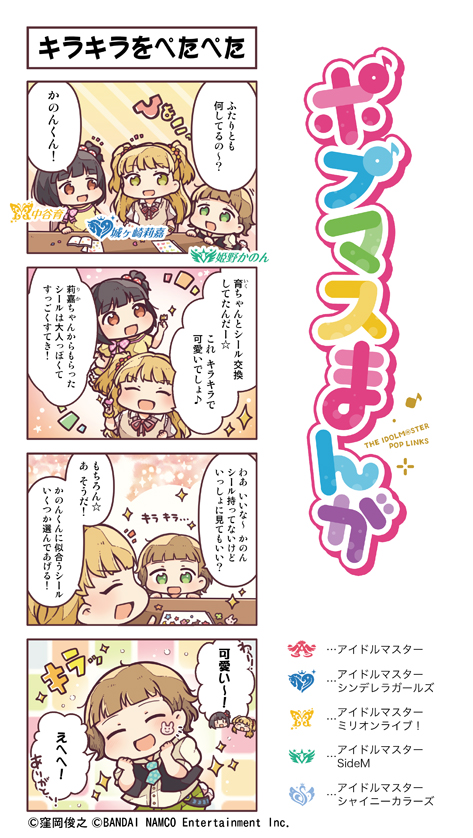 キラキラをぺたぺた
ふたりとも
何してるの〜?
かのんくん!
中谷育
城ヶ崎莉嘉
姫野かのん
育ちゃんとシール交換
いく
してたんだー☆
これ キラキラで
可愛いでしょ♪
莉嘉ちゃんからもらった
りか
シールは大人っぽくて
すっごくすてき!
わあ いいな〜 かのん
シール持ってないけど
いっしょに見てもいい?
キラキラ…
もちろん☆
あ そうだ!
かのんくんに似合うシール
いくつか選んであげる!
キラッ
わぁ〜!
可愛い〜!
えへへ!
ありがとう〜!
ポプマスまんが
THE IDOLM@STER
POP LINKS
…アイドルマスター
…アイドルマスター
シンデレラガールズ
…アイドルマスター
ミリオンライブ!
…アイドルマスター
SideM
…アイドルマスター
シャイニーカラーズ
©窪岡俊之 ©BANDAI NAMCO Entertainment Inc.